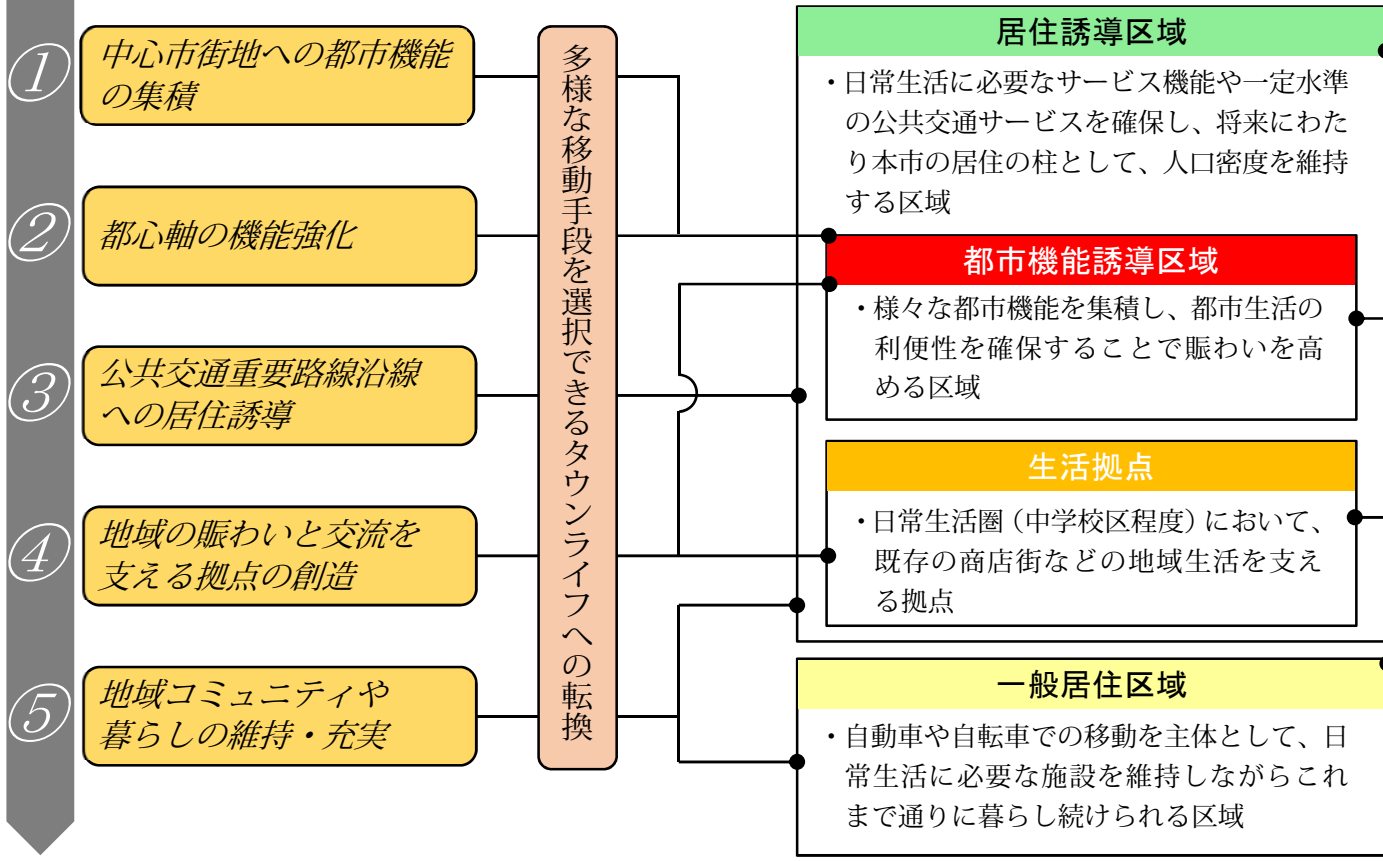 ①
中心市街地への都市機能
の集積
②
都心軸の機能強化
③
公共交通重要路線沿線
への居住誘導
④
地域の賑わいと交流を
支える拠点の創造
⑤
地域コミュニティや
暮らしの維持・充実
多様な移動手段を選択できるタウンライフへの転換
居住誘導区域
・日常生活に必要なサービス機能や一定水準
の公共交通サービスを確保し、将来にわた
り本市の居住の柱として、人口密度を維持
する区域
都市機能誘導区域
・様々な都市機能を集積し、都市生活の
利便性を確保することで賑わいを高
める区域
生活拠点
・日常生活圏（中学校区程度）において、
既存の商店街などの地域生活を支え
る拠点
一般居住区域
・自動車や自転車での移動を主体として、日
常生活に必要な施設を維持しながらこれ
まで通りに暮らし続けられる区域